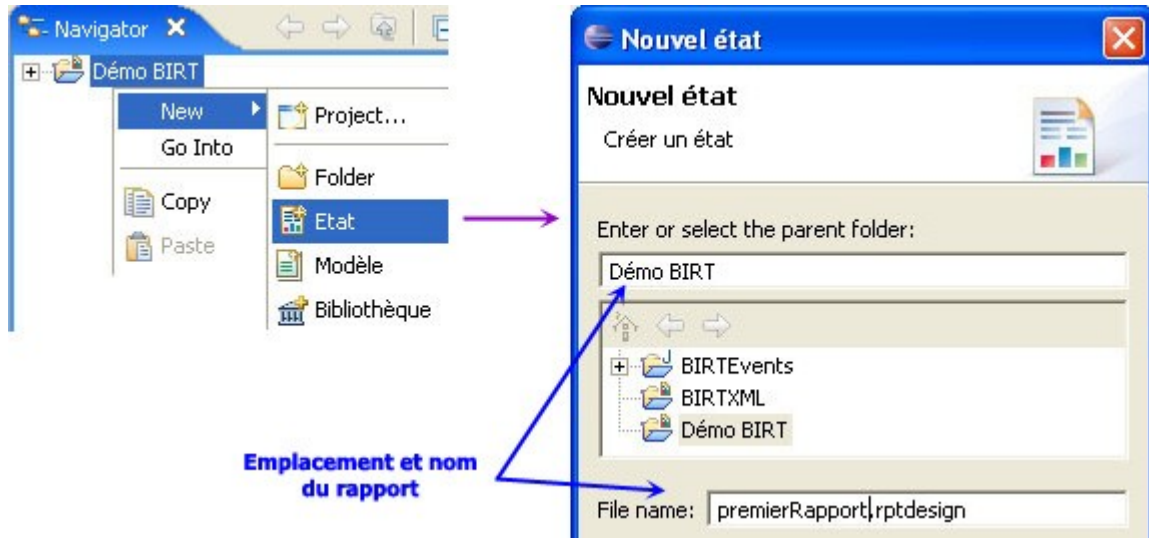 Navigator
Démo BIRT
New
Go Into
Copy
Paste
Project...
Folder
Etat
Modèle
Bibliothèque
Nouvel état
Nouvel état
Créer un état
Enter or select the parent folder:
Démo BIRT
BIRTEvents
BIRTXML
Démo BIRT
Emplacement et nom
du rapport
File name: premierRapport.rptdesign